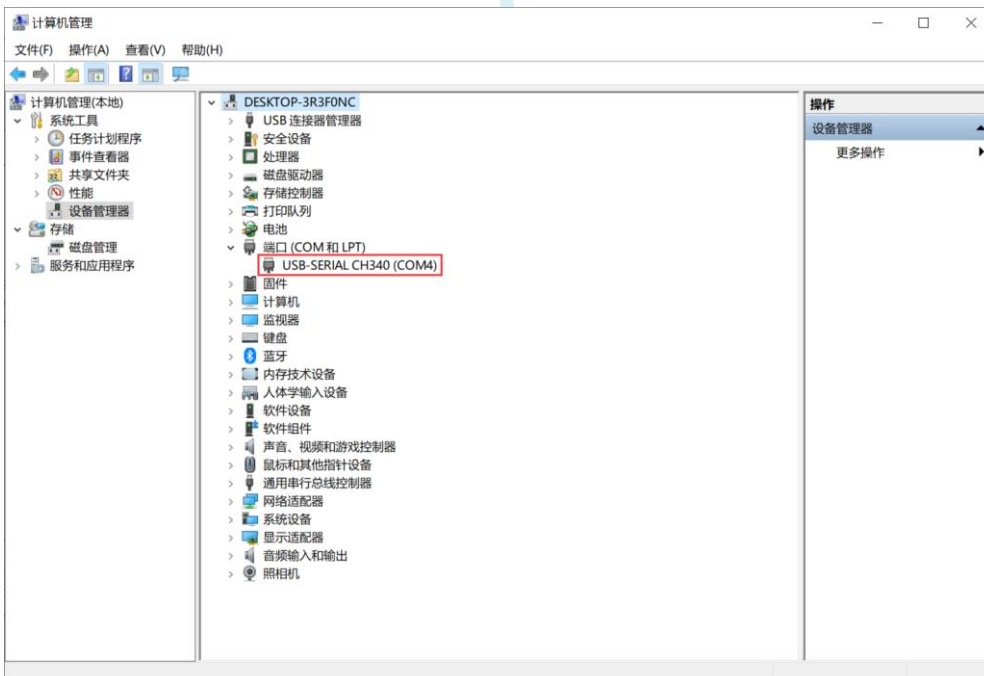 计算机管理
文件(F) 操作(A) 查看(V) 帮助(H)
计算机管理(本地)
系统工具
任务计划程序
事件查看器
共享文件夹
性能
设备管理器
存储
磁盘管理
服务和应用程序
DESKTOP-3R3F0NC
USB 连接器管理器
安全设备
处理器
磁盘驱动器
存储控制器
打印队列
电池
端口 (COM 和 LPT)
USB-SERIAL CH340 (COM4)
固件
计算机
监视器
键盘
蓝牙
内存技术设备
人体学输入设备
软件设备
软件组件
声音、视频和游戏控制器
鼠标和其他指针设备
通用串行总线控制器
网络适配器
系统设备
显示适配器
音频输入和输出
照相机
操作
设备管理器
更多操作